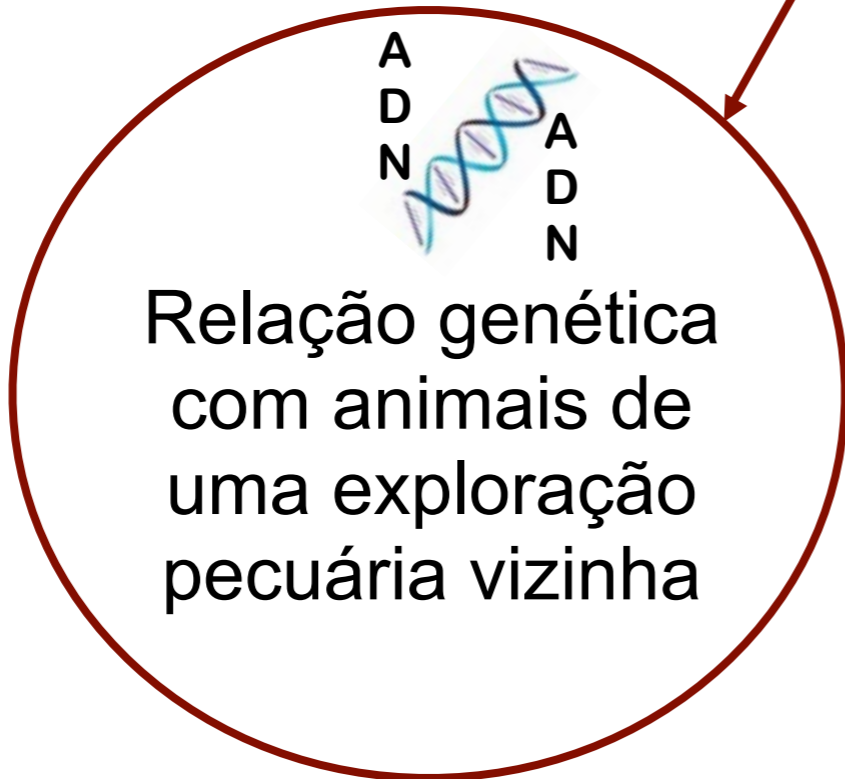 A
D
N
A
D
N
Relação genética
com animais de
uma exploração
pecuária vizinha